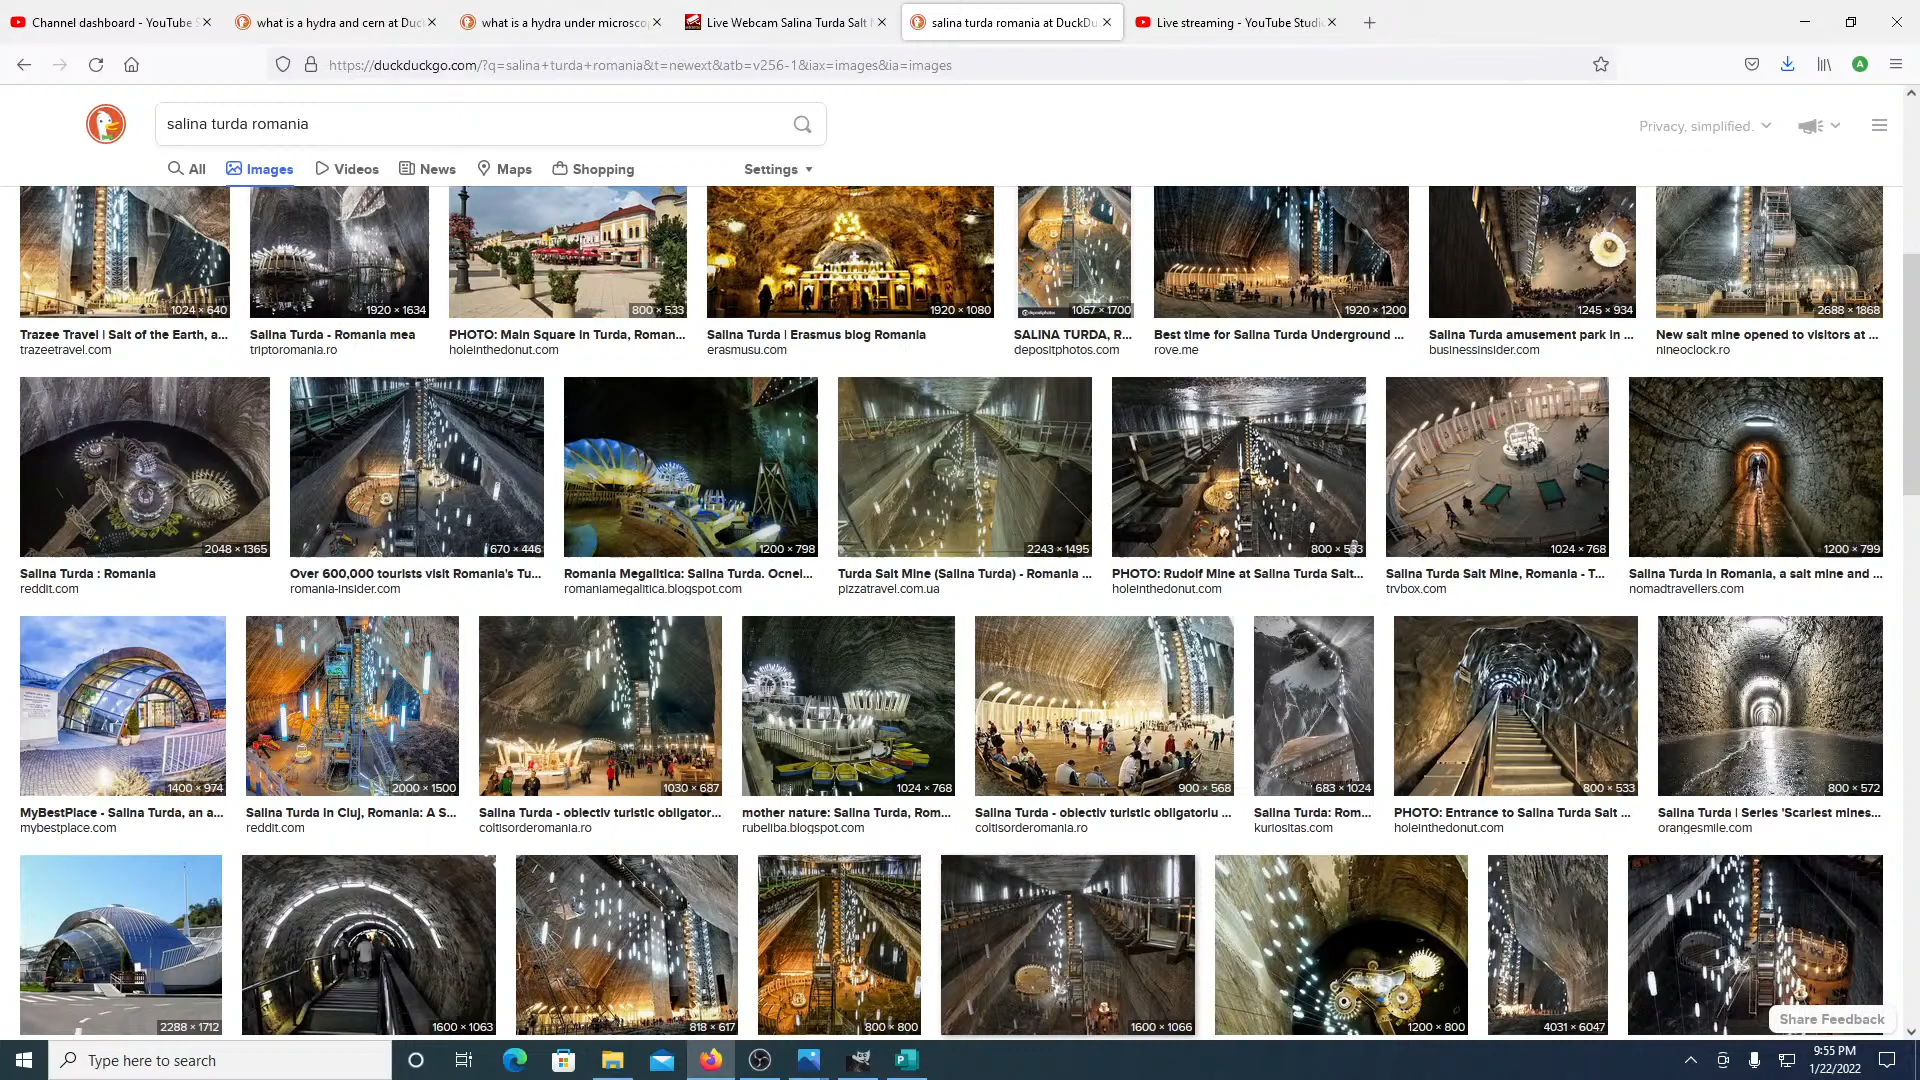 Channel dashboard - YouTube S
what is a hydra and cern at Duc
what is a hydra under microsco
Live Webcam Salina Turda Salt
salina turda romania at DuckDu
Live streaming - YouTube Studi
https://duckduckgo.com/?q=salina+turda+romania&t=newext&atb=v256-1&iax=images&ia=images
A
salina turda romania
Privacy, simplified.
All
Images
Videos
News
Maps
Shopping
Settings
1024 × 640
1920 × 1634
800 × 533
1920 × 1080
1067 × 1700
1920 × 1200
1245 × 934
2688 × 1868
Trazee Travel | Salt of the Earth, a...
Salina Turda - Romania mea
PHOTO: Main Square in Turda, Roman...
Salina Turda | Erasmus blog Romania
SALINA TURDA, R...
Best time for Salina Turda Underground ...
Salina Turda amusement park in ...
New salt mine opened to visitors at ...
trazeetravel.com
triptoromania.ro
holeinthedonut.com
erasmusu.com
depositphotos.com
rove.me
businessinsider.com
nineoclock.ro
2048 × 1365
670 × 446
1200 × 798
2243 × 1495
800 × 533
1024 × 768
1200 × 799
Salina Turda : Romania
Over 600,000 tourists visit Romania's Tu...
Romania Megalitica: Salina Turda. Ocnel...
Turda Salt Mine (Salina Turda) - Romania ...
PHOTO: Rudolf Mine at Salina Turda Salt...
Salina Turda Salt Mine, Romania - T...
Salina Turda in Romania, a salt mine and ...
reddit.com
romania-insider.com
romaniamegalitica.blogspot.com
pizzatravel.com.ua
holeinthedonut.com
trvbox.com
nomadtravellers.com
1400 × 974
2000 × 1500
1030 × 687
1024 × 768
900 × 568
683 × 1024
800 × 533
800 × 572
MyBestPlace - Salina Turda, an a...
Salina Turda in Cluj, Romania: A S...
Salina Turda - obiectiv turistic obligator...
mother nature: Salina Turda, Rom...
Salina Turda - obiectiv turistic obligatoriu ...
Salina Turda: Rom...
PHOTO: Entrance to Salina Turda Salt ...
Salina Turda | Series 'Scariest mines...
mybestplace.com
reddit.com
coltisorderomania.ro
rubeliba.blogspot.com
coltisorderomania.ro
kuriositas.com
holeinthedonut.com
orangesmile.com
2288 × 1712
1600 × 1063
818 × 617
800 × 800
1600 × 1066
1200 × 800
4031 × 6047
Share Feedback
Type here to search
9:55 PM
1/22/2022